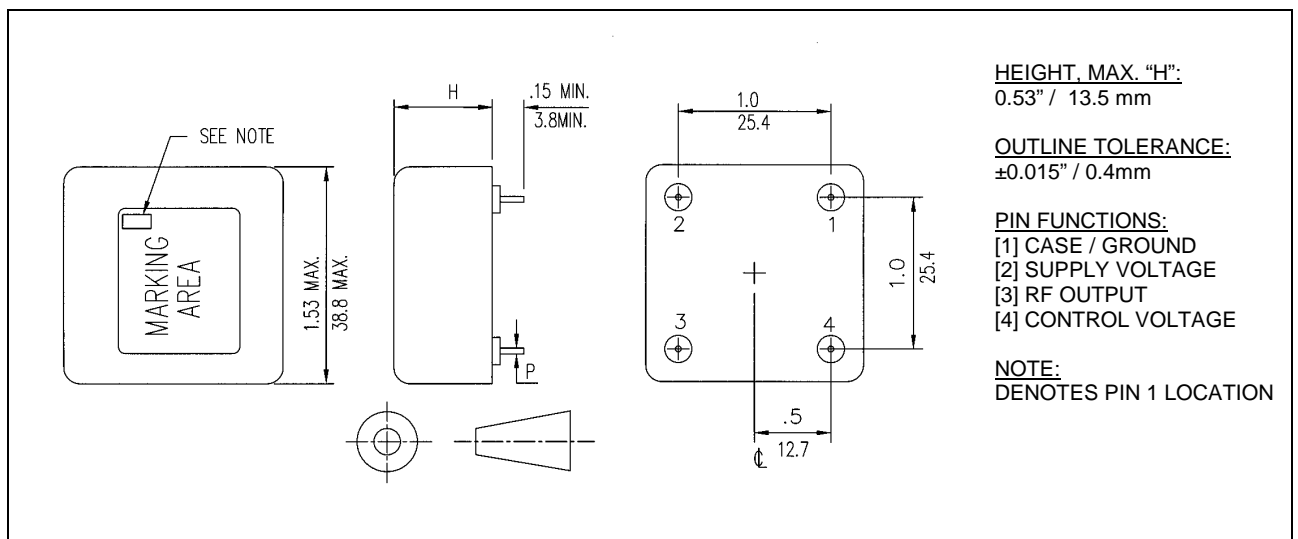 SEE NOTE
MARKING
AREA
1.53 MAX.
38.8 MAX.
H
.15 MIN.
3.8MIN.
P
1.0
25.4
2
1
3
4
1.0
25.4
.5
12.7
℄
HEIGHT, MAX. “H”:
0.53” / 13.5 mm
OUTLINE TOLERANCE:
±0.015” / 0.4mm
PIN FUNCTIONS:
[1] CASE / GROUND
[2] SUPPLY VOLTAGE
[3] RF OUTPUT
[4] CONTROL VOLTAGE
NOTE:
DENOTES PIN 1 LOCATION